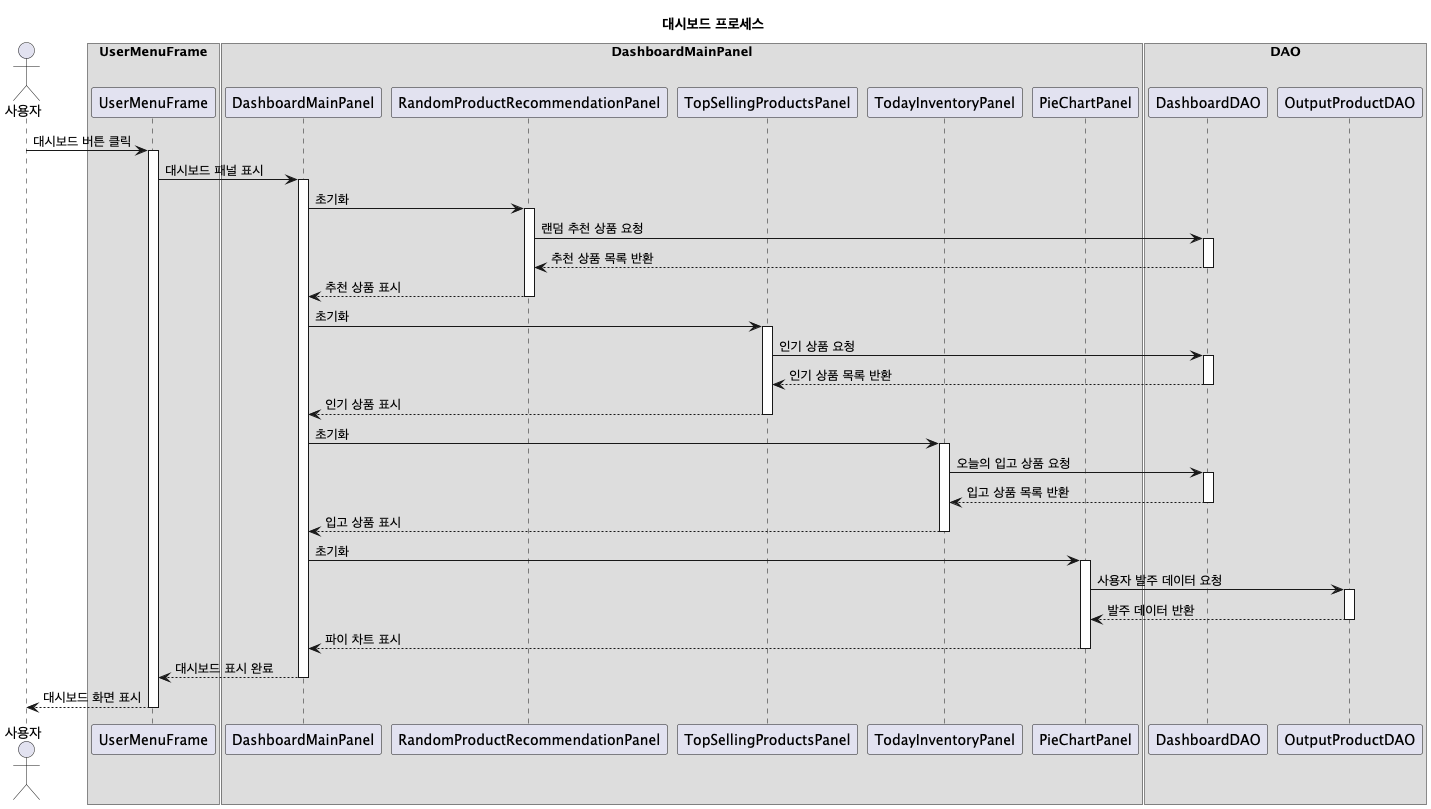 대시보드 프로세스
UserMenuFrame
DashboardMainPanel
DAO
사용자
UserMenuFrame
DashboardMainPanel
RandomProductRecommendationPanel
TopSellingProductsPanel
TodayInventoryPanel
PieChartPanel
DashboardDAO
OutputProductDAO
대시보드 버튼 클릭
대시보드 패널 표시
초기화
랜덤 추천 상품 요청
추천 상품 목록 반환
추천 상품 표시
초기화
인기 상품 요청
인기 상품 목록 반환
인기 상품 표시
초기화
오늘의 입고 상품 요청
입고 상품 목록 반환
입고 상품 표시
초기화
사용자 발주 데이터 요청
발주 데이터 반환
파이 차트 표시
대시보드 표시 완료
대시보드 화면 표시
사용자
UserMenuFrame
DashboardMainPanel
RandomProductRecommendationPanel
TopSellingProductsPanel
TodayInventoryPanel
PieChartPanel
DashboardDAO
OutputProductDAO